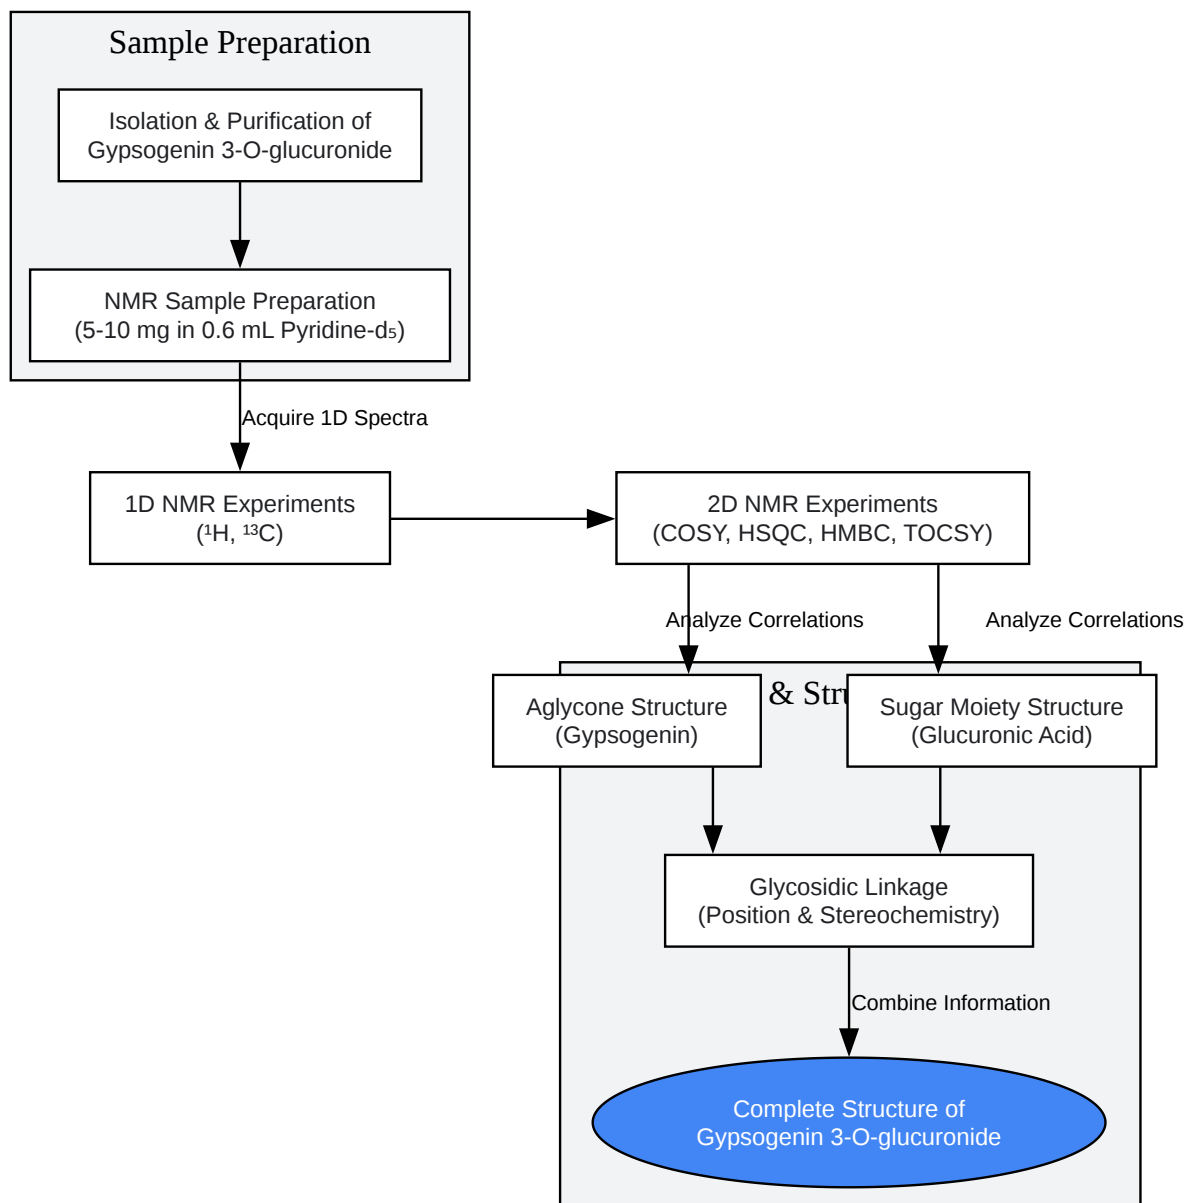 Sample Preparation
Isolation & Purification of
Gypsogenin 3-O-glucuronide
NMR Sample Preparation
(5-10 mg in 0.6 mL Pyridine-d₅)
Acquire 1D Spectra
1D NMR Experiments
(¹H, ¹³C)
2D NMR Experiments
(COSY, HSQC, HMBC, TOCSY)
Analyze Correlations
Analyze Correlations
&
Aglycone Structure
(Gypsogenin)
Sugar Moiety Structure
(Glucuronic Acid)
Glycosidic Linkage
(Position & Stereochemistry)
Combine Information
Complete Structure of
Gypsogenin 3-O-glucuronide